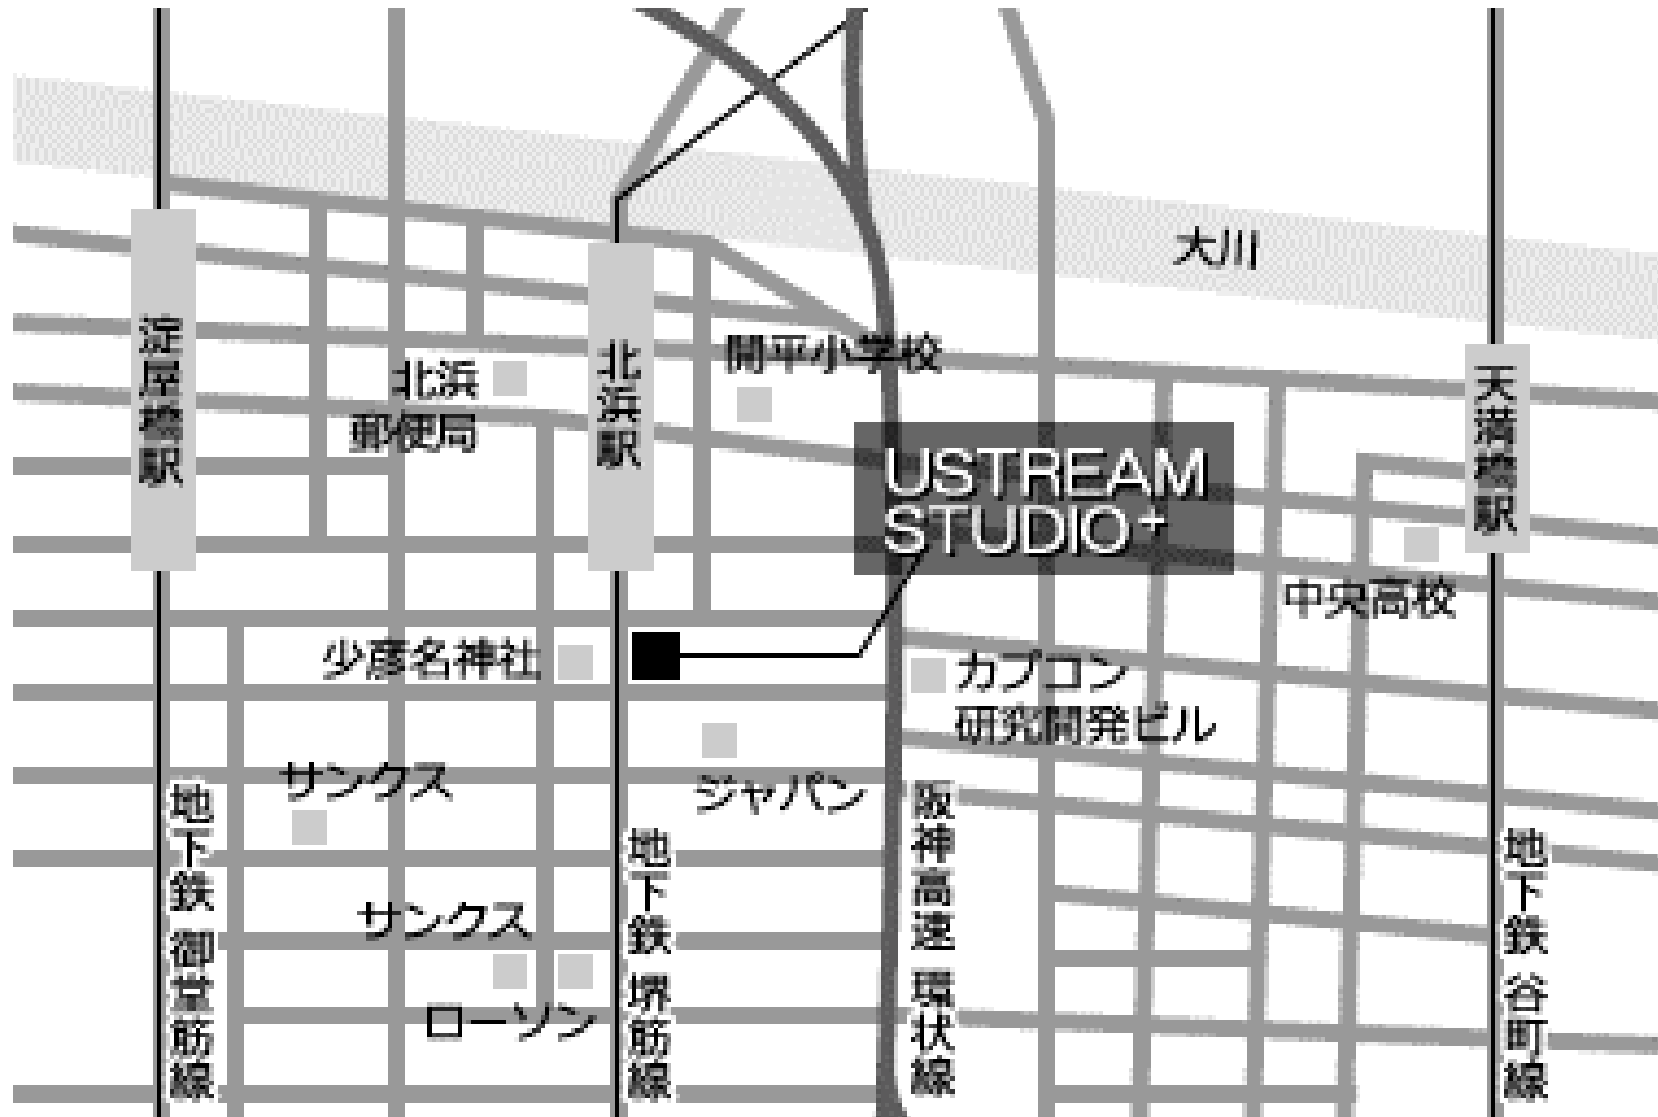 大川
淀屋橋駅
北浜駅
天満橋駅
開平小学校
北浜
郵便局
USTREAM
STUDIO+
中央高校
少彦名神社
カプコン
研究開発ビル
サンクス
ジャパン
サンクス
ローソン
地下鉄 御堂筋線
地下鉄 堺筋線
阪神高速 環状線
地下鉄 谷町線